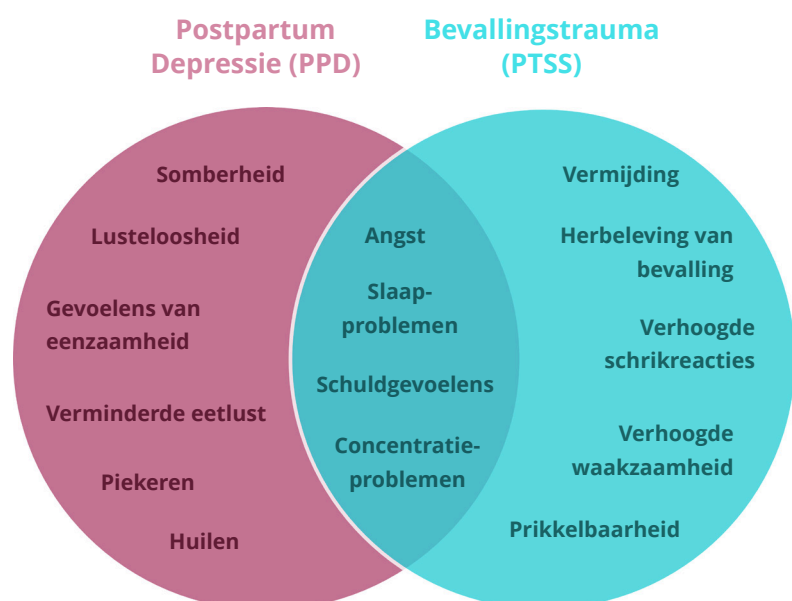 Postpartum
Depressie (PPD)
Bevallingstrauma
(PTSS)
Somberheid
Lusteloosheid
Gevoelens van
eenzaamheid
Verminderde eetlust
Piekeren
Huilen
Angst
Slaap-
problemen
Schuldgevoelens
Concentratie-
problemen
Vermijding
Herbeleving van
bevalling
Verhoogde
schrikreacties
Verhoogde
waakzaamheid
Prikkelbaarheid